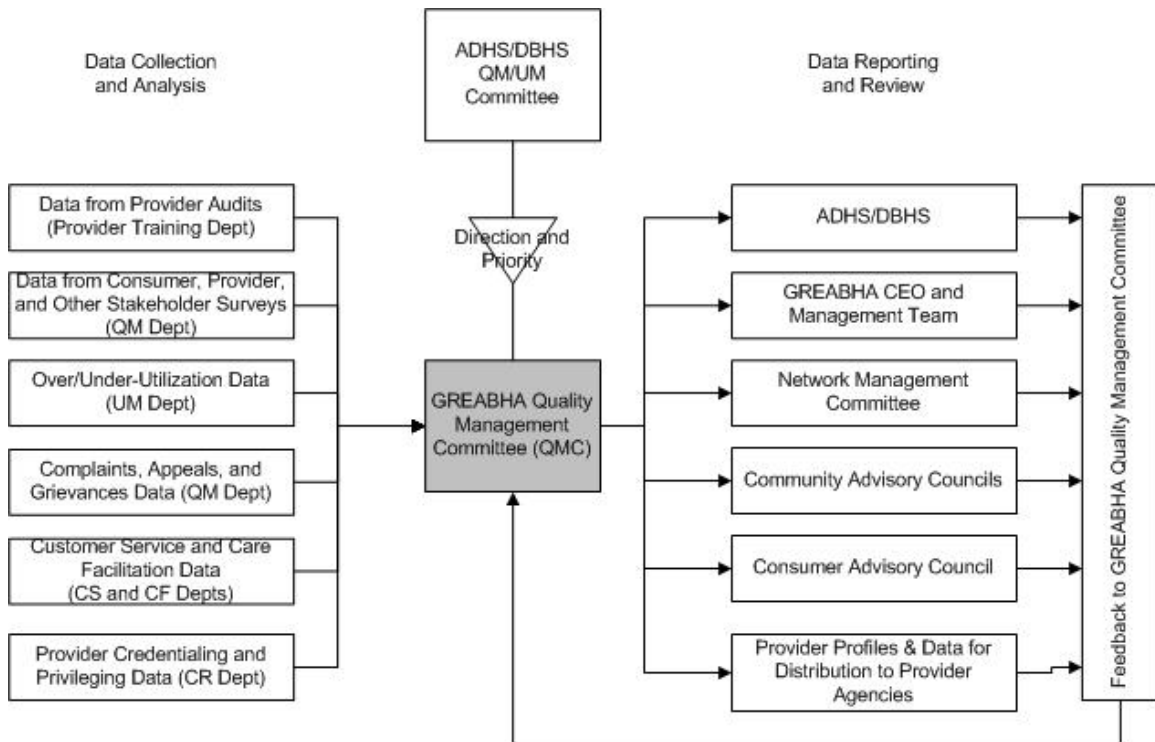 Data Collection
and Analysis
ADHS/DBHS
QM/UM
Committee
Data Reporting
and Review
Data from Provider Audits
(Provider Training Dept)
Data from Consumer, Provider,
and Other Stakeholder Surveys
(QM Dept)
Over/Under-Utilization Data
(UM Dept)
Complaints, Appeals, and
Grievances Data (QM Dept)
Customer Service and Care
Facilitation Data
(CS and CF Depts)
Provider Credentialing and
Privileging Data (CR Dept)
Direction and
Priority
GREABHA Quality
Management
Committee (QMC)
ADHS/DBHS
GREABHA CEO and
Management Team
Network Management
Committee
Community Advisory Councils
Consumer Advisory Council
Provider Profiles & Data for
Distribution to Provider
Agencies
Feedback to GREABHA Quality Management Committee